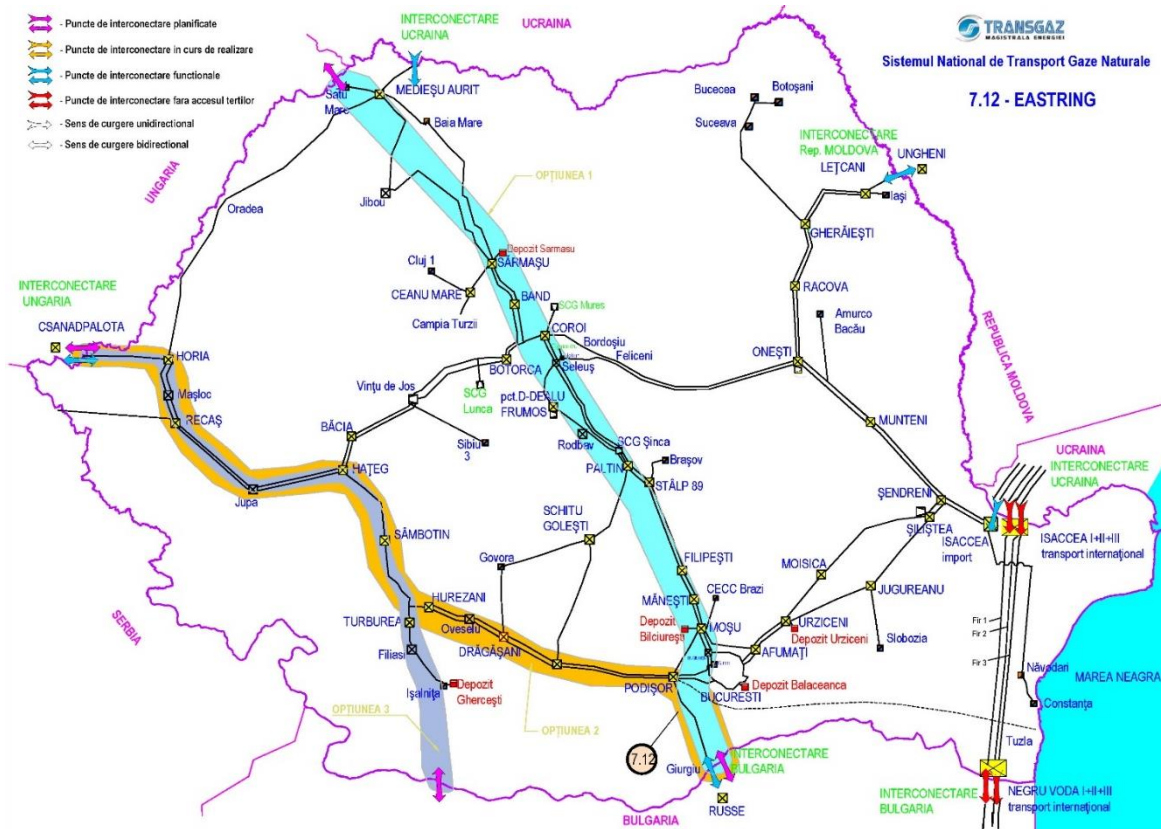 - Puncte de interconectare planificate
- Puncte de interconectare in curs de realizare
- Puncte de interconectare functionale
- Puncte de interconectare fara accesul tertilor
- Sens de curgere unidirectional
- Sens de curgere bidirectional
TRANSGAZ
MAGISTRALA ENERGIEI
Sistemul National de Transport Gaze Naturale
7.12 - EASTRING
INTERCONECTARE
UCRAINA
UCRAINA
MEDIEŞU AURIT
Satu
Mare
Baia Mare
Bucecea
Botoşani
Suceava
INTERCONECTARE
Rep. MOLDOVA
UNGHENI
LEŢCANI
Iaşi
UNGARIA
OPŢIUNEA 1
Jibou
Oradea
GHERĂIEŞTI
Depozit Sarmasu
SĂRMAŞU
Cluj 1
CEANU MARE
BAND
RACOVA
INTERCONECTARE
UNGARIA
CSANADPALOTA
Campia Turzii
SCG Mures
COROI
Bordoşiu
Feliceni
Amurco
Bacău
REPUBLICA MOLDOVA
HORIA
ONEŞTI
BOTORCA
Seleuş
Maşloc
Vinţu de Jos
SCG
Lunca
pct.D-DEALU
FRUMOS
RECAŞ
MUNTENI
BĂCIA
Sibiu
3
Rodbav
SCG Şinca
UCRAINA
HAŢEG
PALTIN
Braşov
INTERCONECTARE
UCRAINA
Jupa
STÂLP 89
ŞENDRENI
SCHITU
GOLEŞTI
ŞILIŞTEA
ISACCEA
import
ISACCEA I+II+III
transport internaţional
SÂMBOTIN
Govora
FILIPEŞTI
MOISICA
CECC Brazi
JUGUREANU
HUREZANI
MĂNEŞTI
SERBIA
TURBUREA
Oveselu
Depozit
Bilciureşti
MOŞU
URZICENI
Depozit Urziceni
Fir 1
Fir 2
DRĂGĂŞANI
Slobozia
Filiasi
AFUMAŢI
Fir 3
Năvodari
MAREA NEAGRA
PODIŞOR
Işalniţa
Depozit
Gherceşti
BUCURESTI
Depozit Balaceanca
Constanţa
OPŢIUNEA 3
OPŢIUNEA 2
Tuzla
7.12
INTERCONECTARE
BULGARIA
Giurgiu
RUSSE
BULGARIA
INTERCONECTARE
BULGARIA
NEGRU VODA I+II+III
transport internaţional